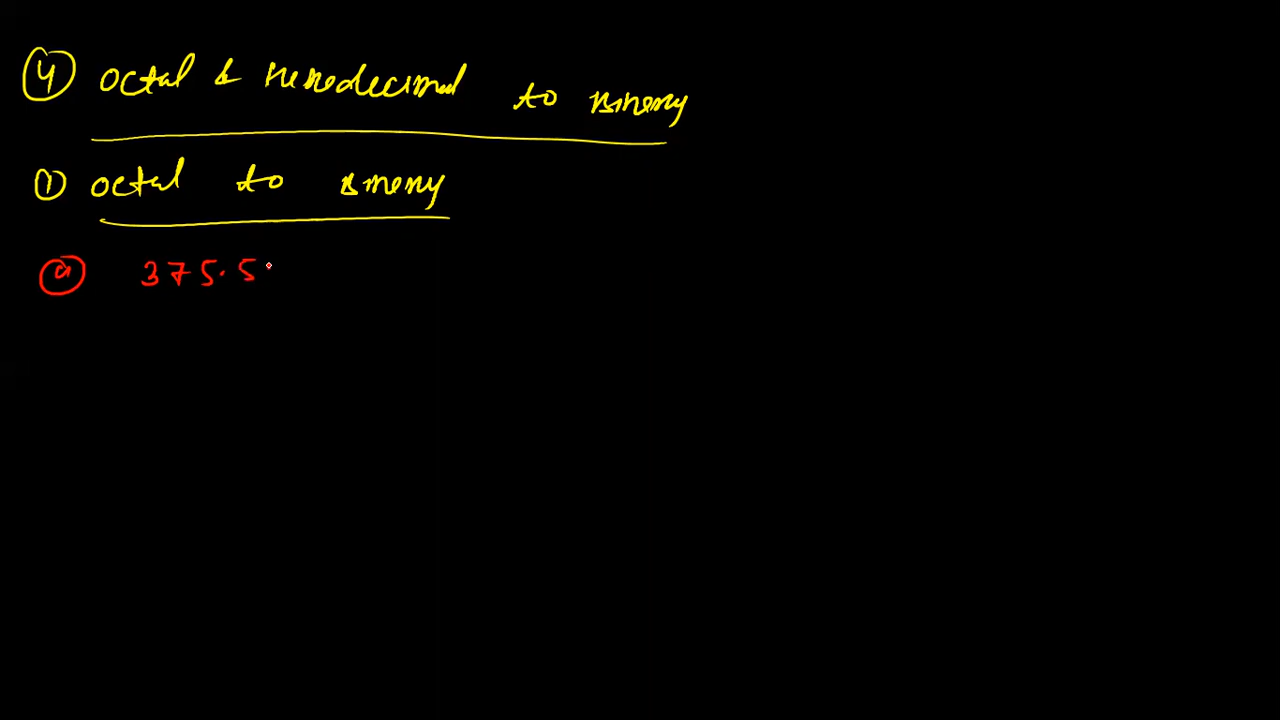 ④ octal & Hexadecimal to Binary
① octal to Binary
ⓐ 375.5